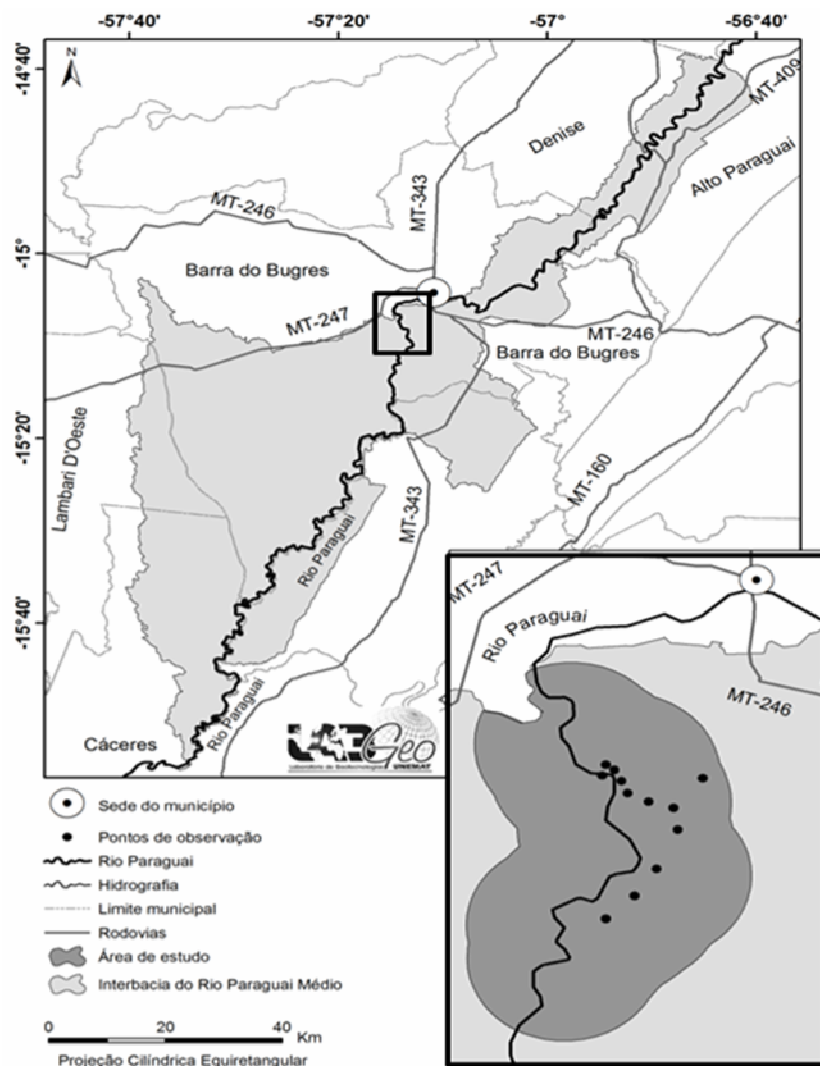 -57°40' -57°20' -57° -56°40'
-14°40'
N
MT-409
Denise
Alto Paraguai
MT-343
MT-246
-15°
Barra do Bugres
MT-247
MT-246
Barra do Bugres
-15°20'
Lambari D'Oeste
MT-160
MT-343
Rio Paraguai
-15°40'
MT-247
Rio Paraguai
Rio Paraguai
MT-246
Cáceres
LABGeo
UNEMAT
Sede do município
Pontos de observação
Rio Paraguai
Hidrografia
Limite municipal
Rodovias
Área de estudo
Interbacia do Rio Paraguai Médio
0 20 40
Km
Projeção Cilíndrica Equiretangular